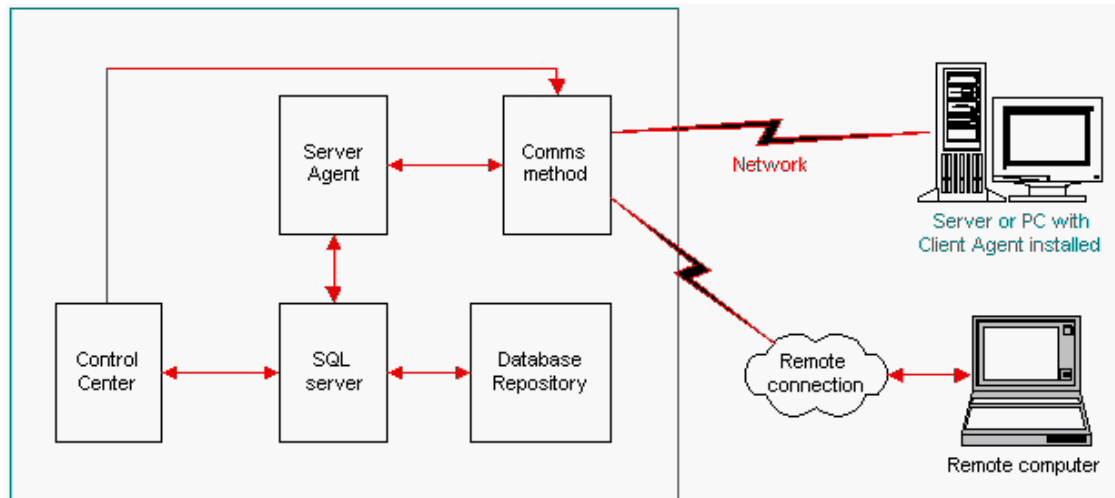 Server
Agent
Comms
method
Network
Server or PC with
Client Agent installed
Control
Center
SQL
server
Database
Repository
Remote
connection
Remote computer